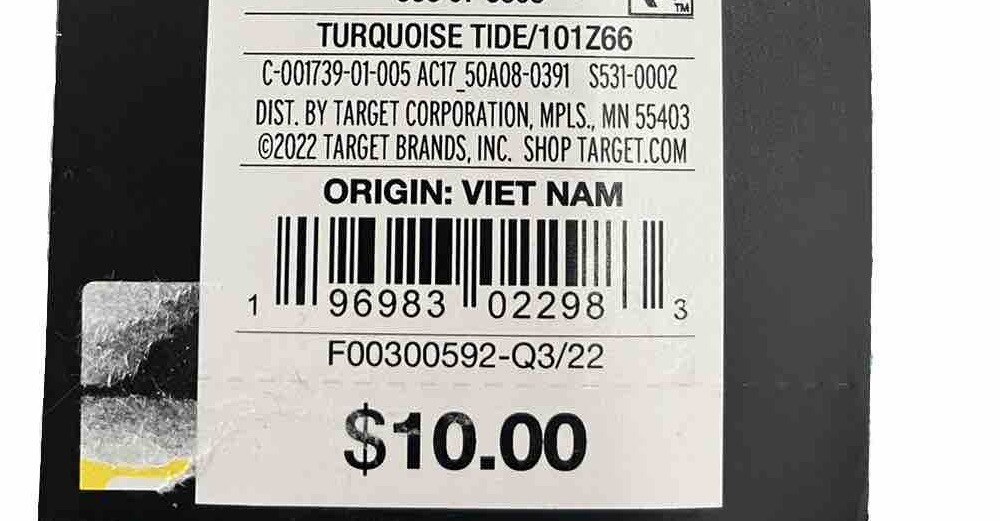 TM
TURQUOISE TIDE/101Z66
C-001739-01-005 AC17_50A08-0391 S531-0002
DIST. BY TARGET CORPORATION, MPLS., MN 55403
©2022 TARGET BRANDS, INC. SHOP TARGET.COM
ORIGIN: VIET NAM
1 96983 02298 3
F00300592-Q3/22
$10.00